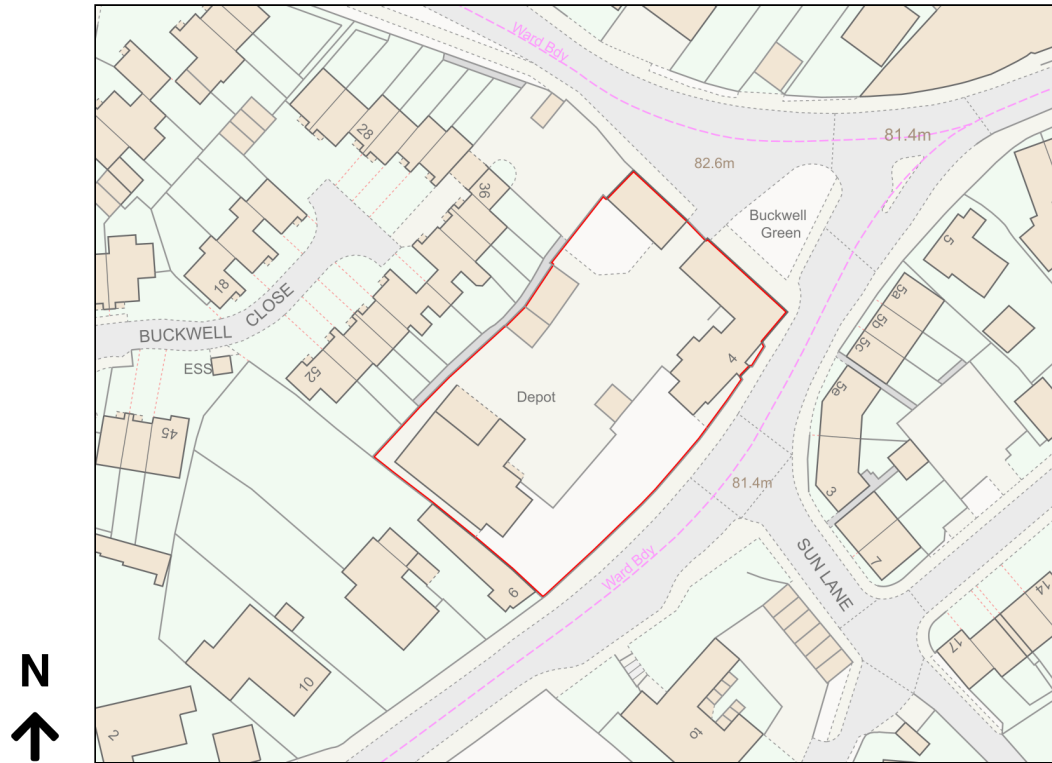 Ward Bdy
81.4m
82.6m
28
36
Buckwell
Green
5
18
5a
5b
5c
BUCKWELL CLOSE
ESS
52
4
5e
Depot
45
81.4m
3
Ward Bdy
SUN LANE
7
9
14
17
N
10
2